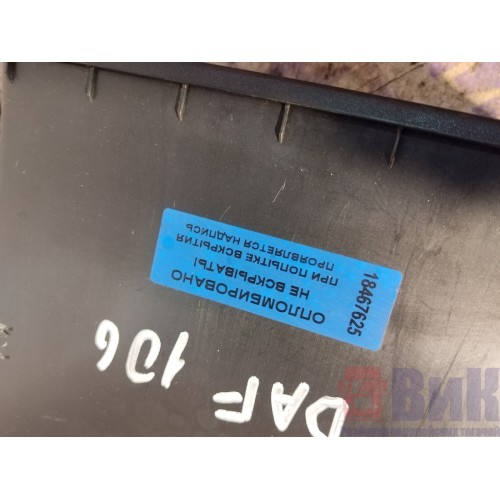 ОПЛОМБИРОВАНО
НЕ ВСКРЫВАТЬ!
ПРИ ПОПЫТКЕ ВСКРЫТИЯ
ПРОЯВЛЯЕТСЯ НАДПИСЬ
18467625
DAF 106
ВиК